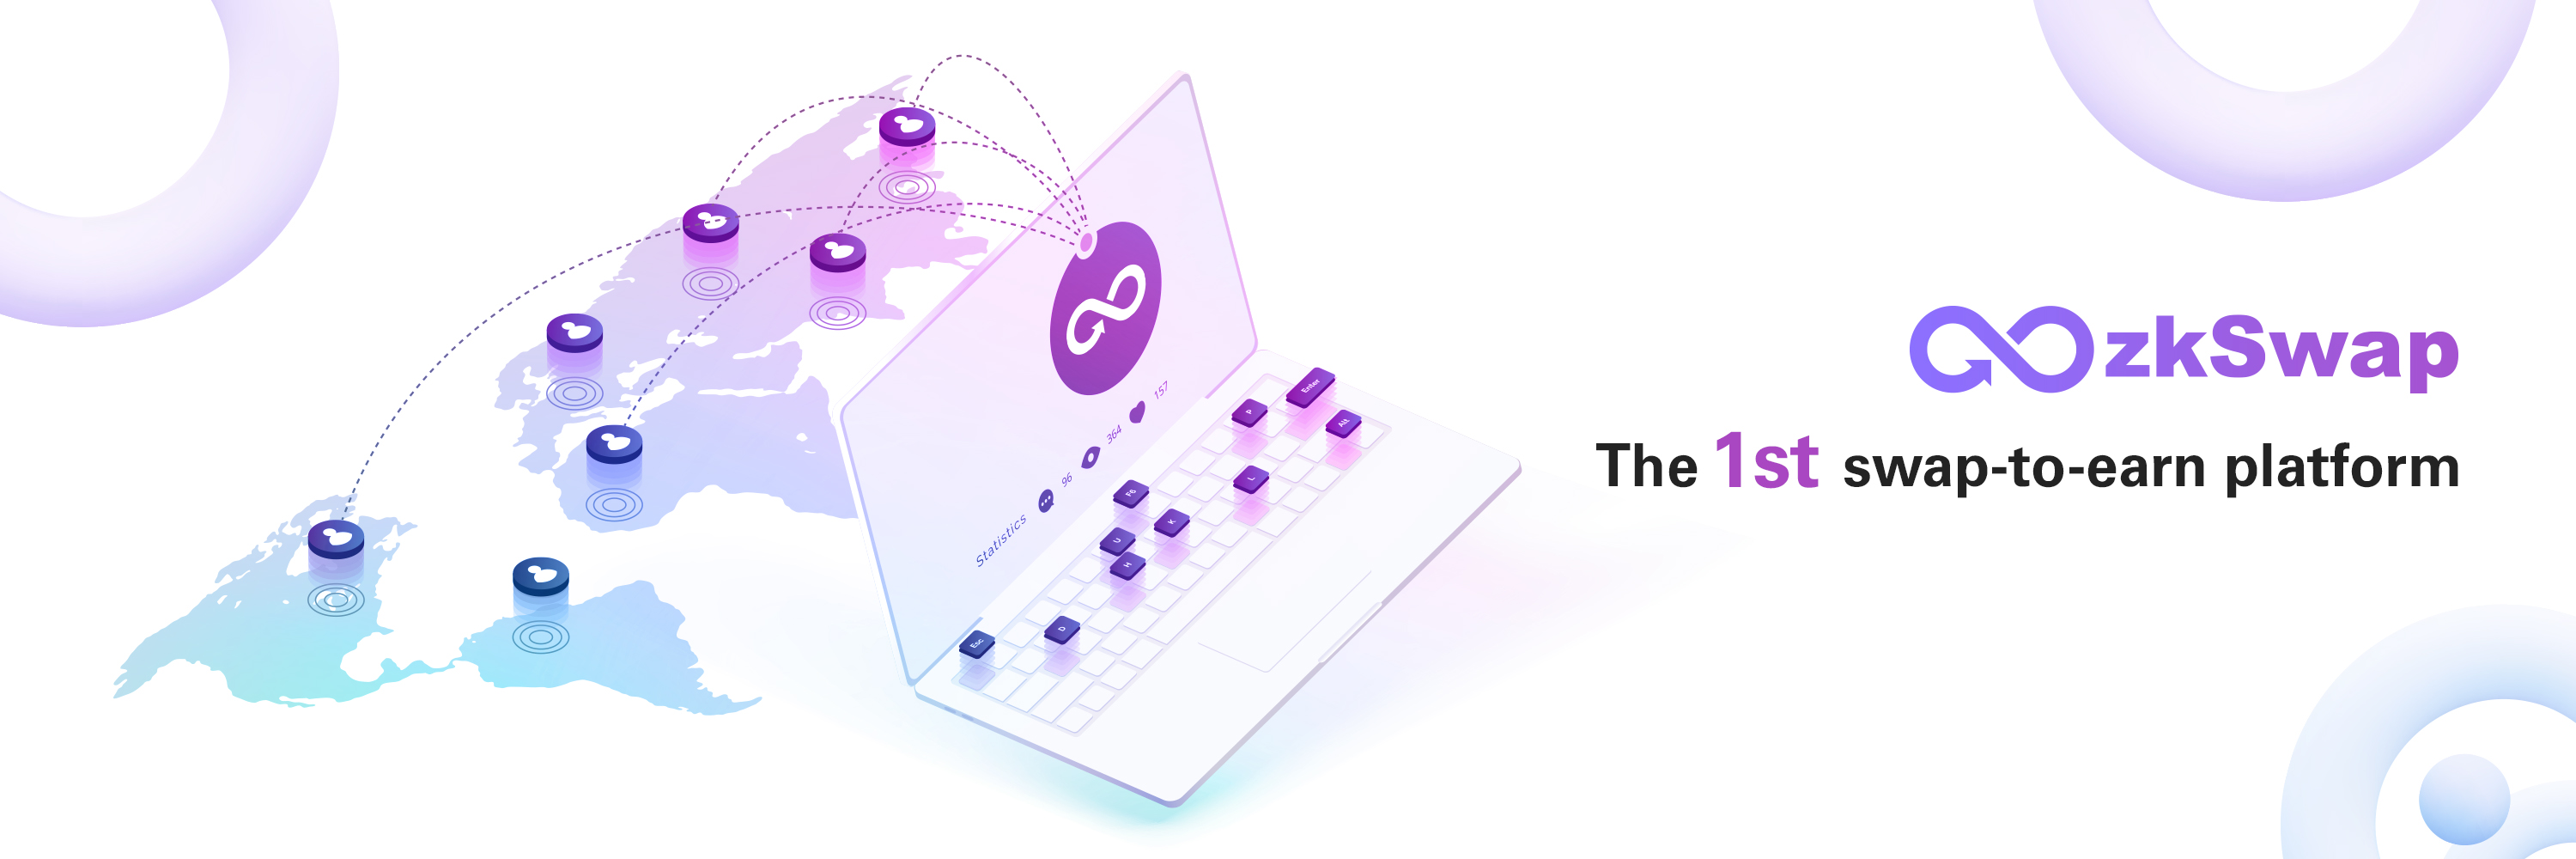 zkSwap
The 1st swap-to-earn platform
Statistics 96 364 157
Enter
P
Alt
L
F6
K
U
H
D
Esc